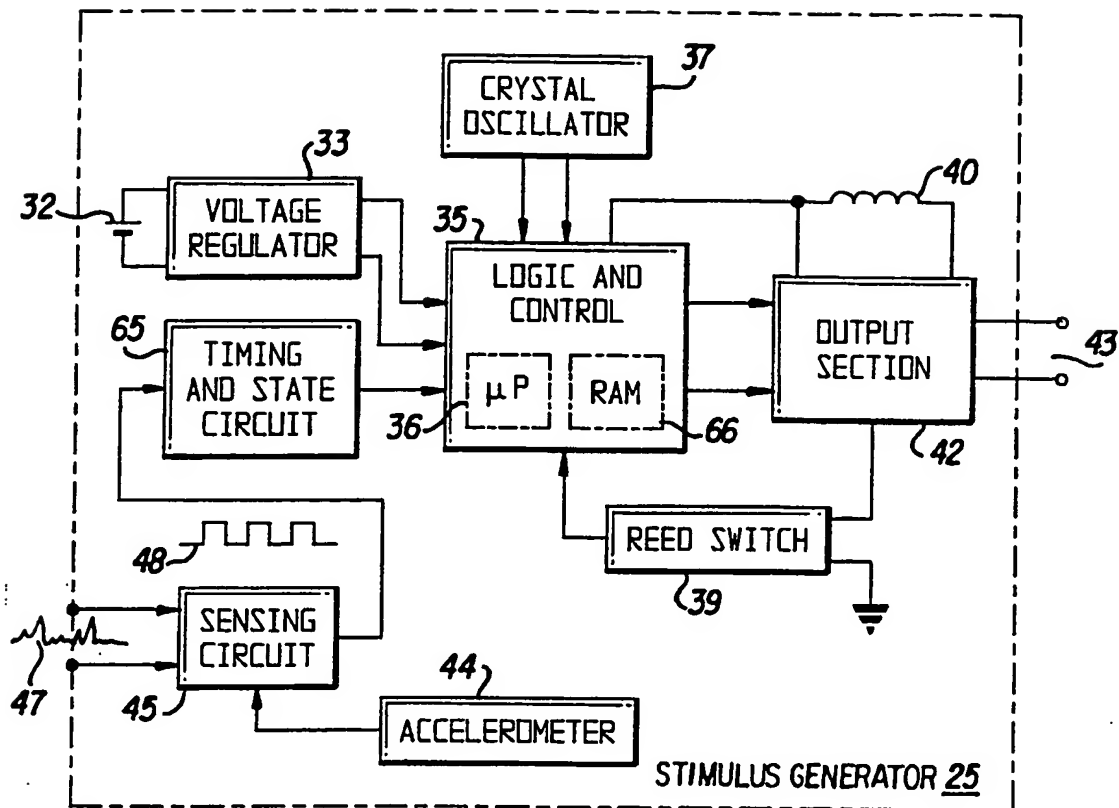 37
CRYSTAL
OSCILLATOR
33
32
VOLTAGE
REGULATOR
40
35
LOGIC AND
CONTROL
μP
RAM
36
66
OUTPUT
SECTION
43
42
65
TIMING
AND STATE
CIRCUIT
REED SWITCH
39
48
SENSING
CIRCUIT
47
45
44
ACCELEROMETER
STIMULUS GENERATOR 25